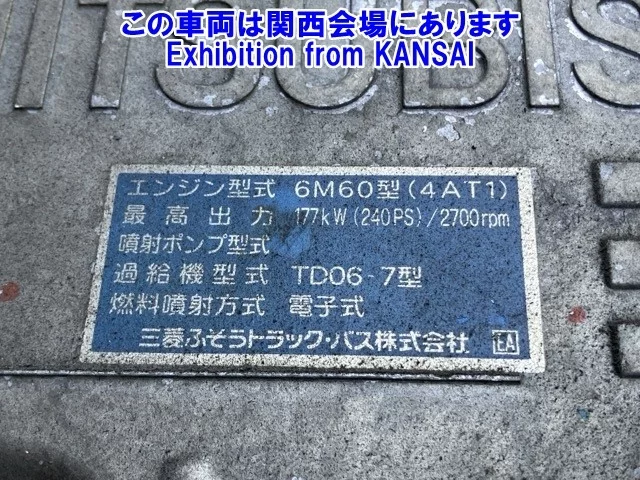 この車両は関西会場にあります
Exhibition from KANSAI
ITSUBIS
エンジン型式 6M60型(4AT1)
最高出力 177kW(240PS)/2700rpm
噴射ポンプ型式
過給機型式 TD06-7型
燃料噴射方式 電子式
三菱ふそうトラック・バス株式会社 EA